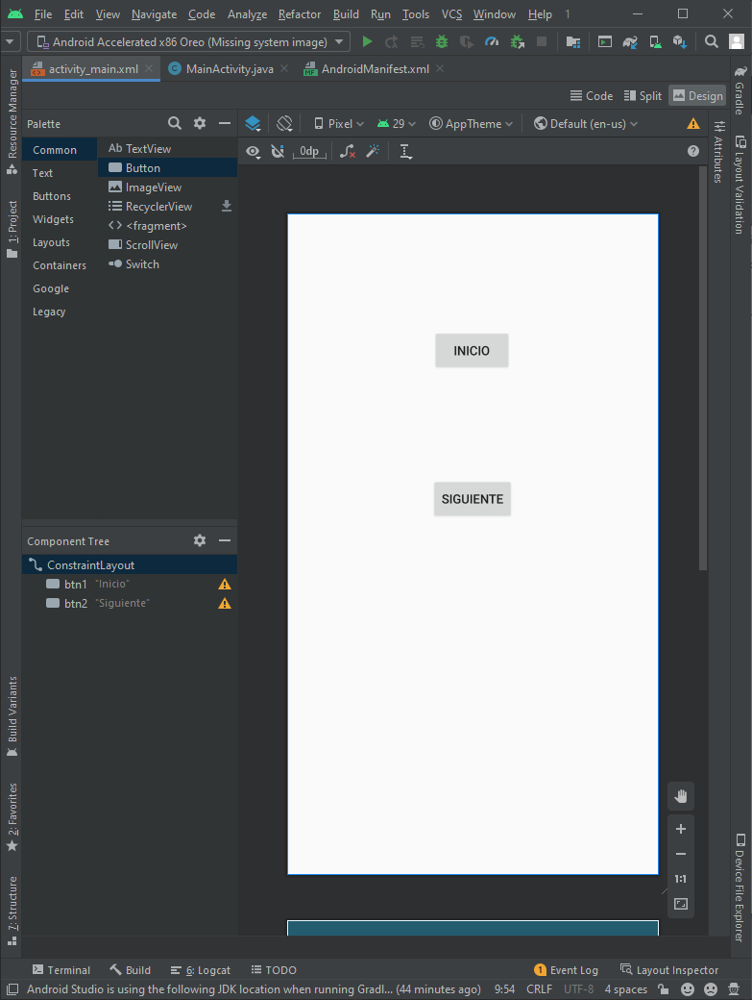 File Edit View Navigate Code Analyze Refactor Build Run Tools VCS Window Help 1
Android Accelerated x86 Oreo (Missing system image)
activity_main.xml MainActivity.java AndroidManifest.xml
Code Split Design
Palette
Pixel 29 AppTheme Default (en-us)
0dp
Common
Text
Buttons
Widgets
Layouts
Containers
Google
Legacy
Ab TextView
Button
ImageView
RecyclerView
<> <fragment>
ScrollView
Switch
INICIO
SIGUIENTE
Component Tree
ConstraintLayout
btn1 "Inicio"
btn2 "Siguiente"
1:1
Resource Manager
1: Project
Build Variants
2: Favorites
7: Structure
Attributes
Gradle
Layout Validation
Device File Explorer
Terminal Build 6: Logcat TODO 1 Event Log Layout Inspector
Android Studio is using the following JDK location when running Gradl... (44 minutes ago) 9:54 CRLF UTF-8 4 spaces